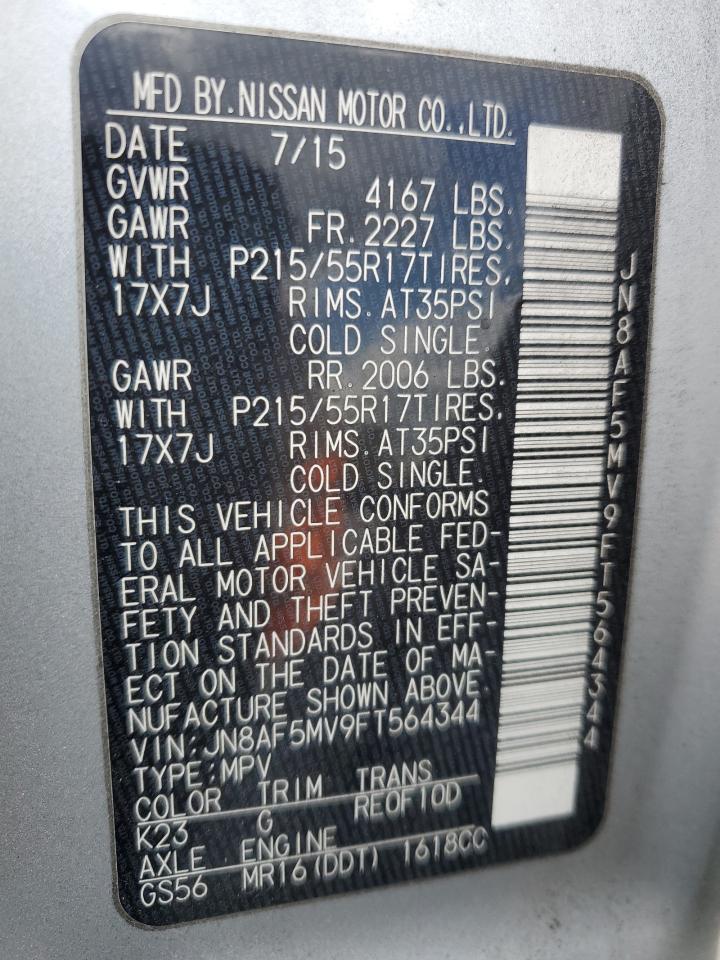 MFD BY.NISSAN MOTOR CO.,LTD.
DATE 7/15
GVWR 4167 LBS.
GAWR FR.2227 LBS.
WITH P215/55R17TIRES.
17X7J RIMS.AT35PSI
COLD SINGLE.
GAWR RR.2006 LBS.
WITH P215/55R17TIRES.
17X7J RIMS.AT35PSI
COLD SINGLE.
THIS VEHICLE CONFORMS
TO ALL APPLICABLE FED-
ERAL MOTOR VEHICLE SA-
FETY AND THEFT PREVEN-
TION STANDARDS IN EFF-
ECT ON THE DATE OF MA-
NUFACTURE SHOWN ABOVE.
VIN:JN8AF5MV9FT564344
TYPE:MPV
COLOR TRIM TRANS
K23 G REOF10D
AXLE ENGINE
GS56 MR16(DDT) 1618CC
JN8AF5MV9FT564344